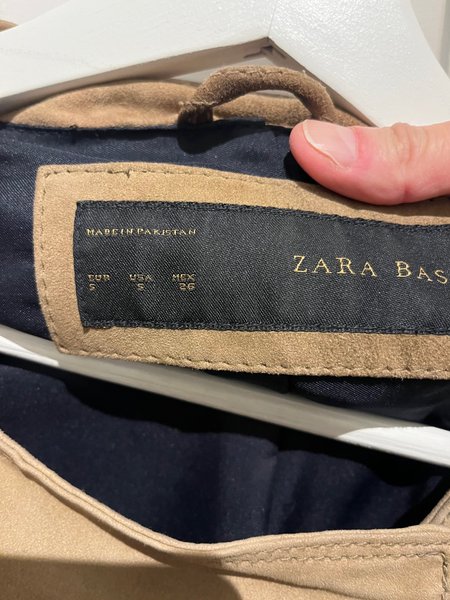 MADE IN PAKISTAN
EUR USA MEX
S S 26
ZARA BAS